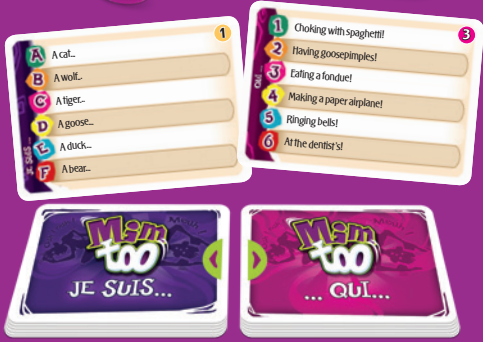 1
A A cat...
B A wolf...
C A tiger...
D A goose...
E A duck...
F A bear...
JE SUIS...
3
1 Choking with spaghetti!
2 Having goosepimples!
3 Eating a fondue!
4 Making a paper airplane!
5 Ringing bells!
6 At the dentist's!
QUI...
Mim
too
JE SUIS...
Mim
too
... QUI...